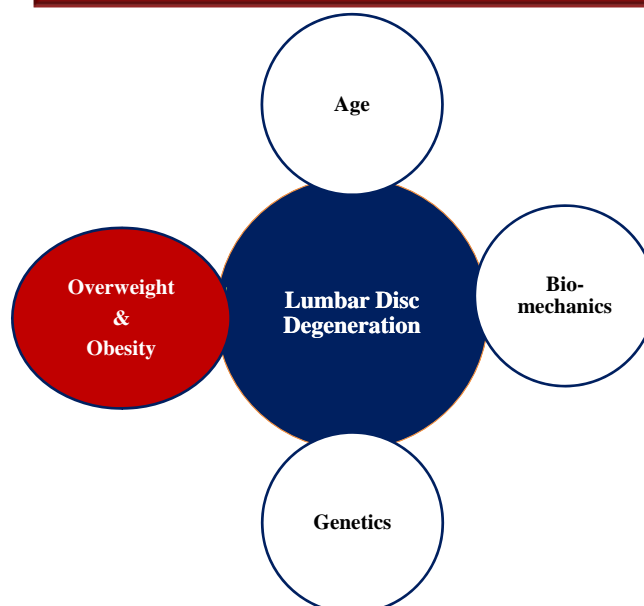 Age
Overweight
&
Obesity
Lumbar Disc
Degeneration
Bio-
mechanics
Genetics